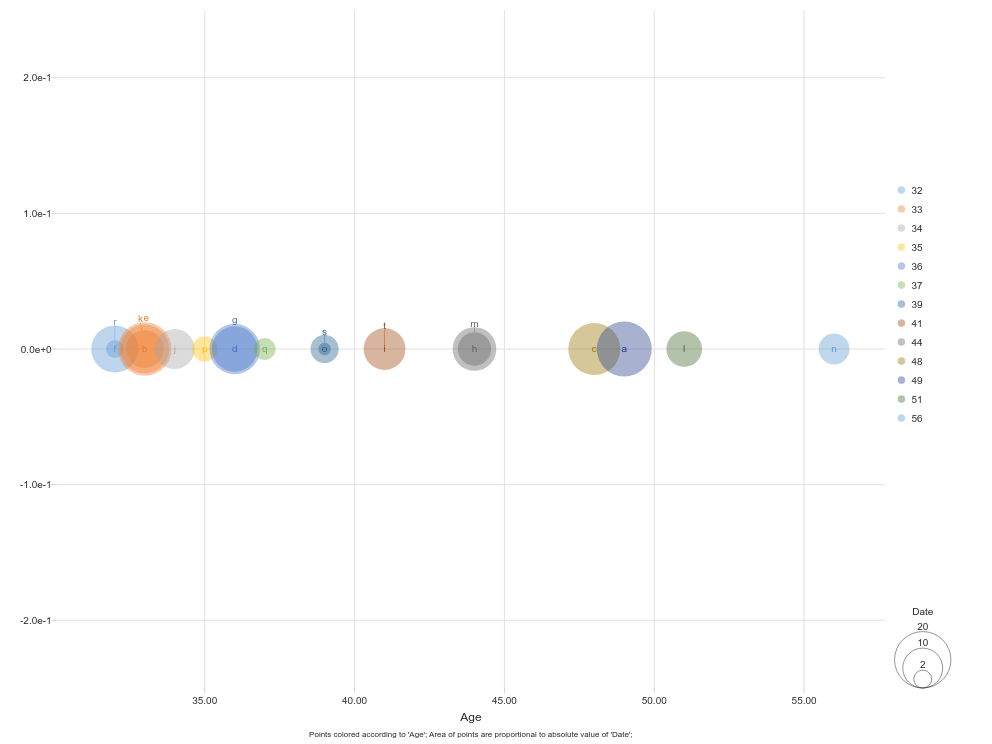 2.0e-1
1.0e-1
0.0e+0
-1.0e-1
-2.0e-1
r
k e
g
s
t
m
f b j p d q o i h c a l n
35.00 40.00 45.00 50.00 55.00
Age
Points colored according to 'Age'; Area of points are proportional to absolute value of 'Date';
32
33
34
35
36
37
39
41
44
48
49
51
56
Date
20
10
2